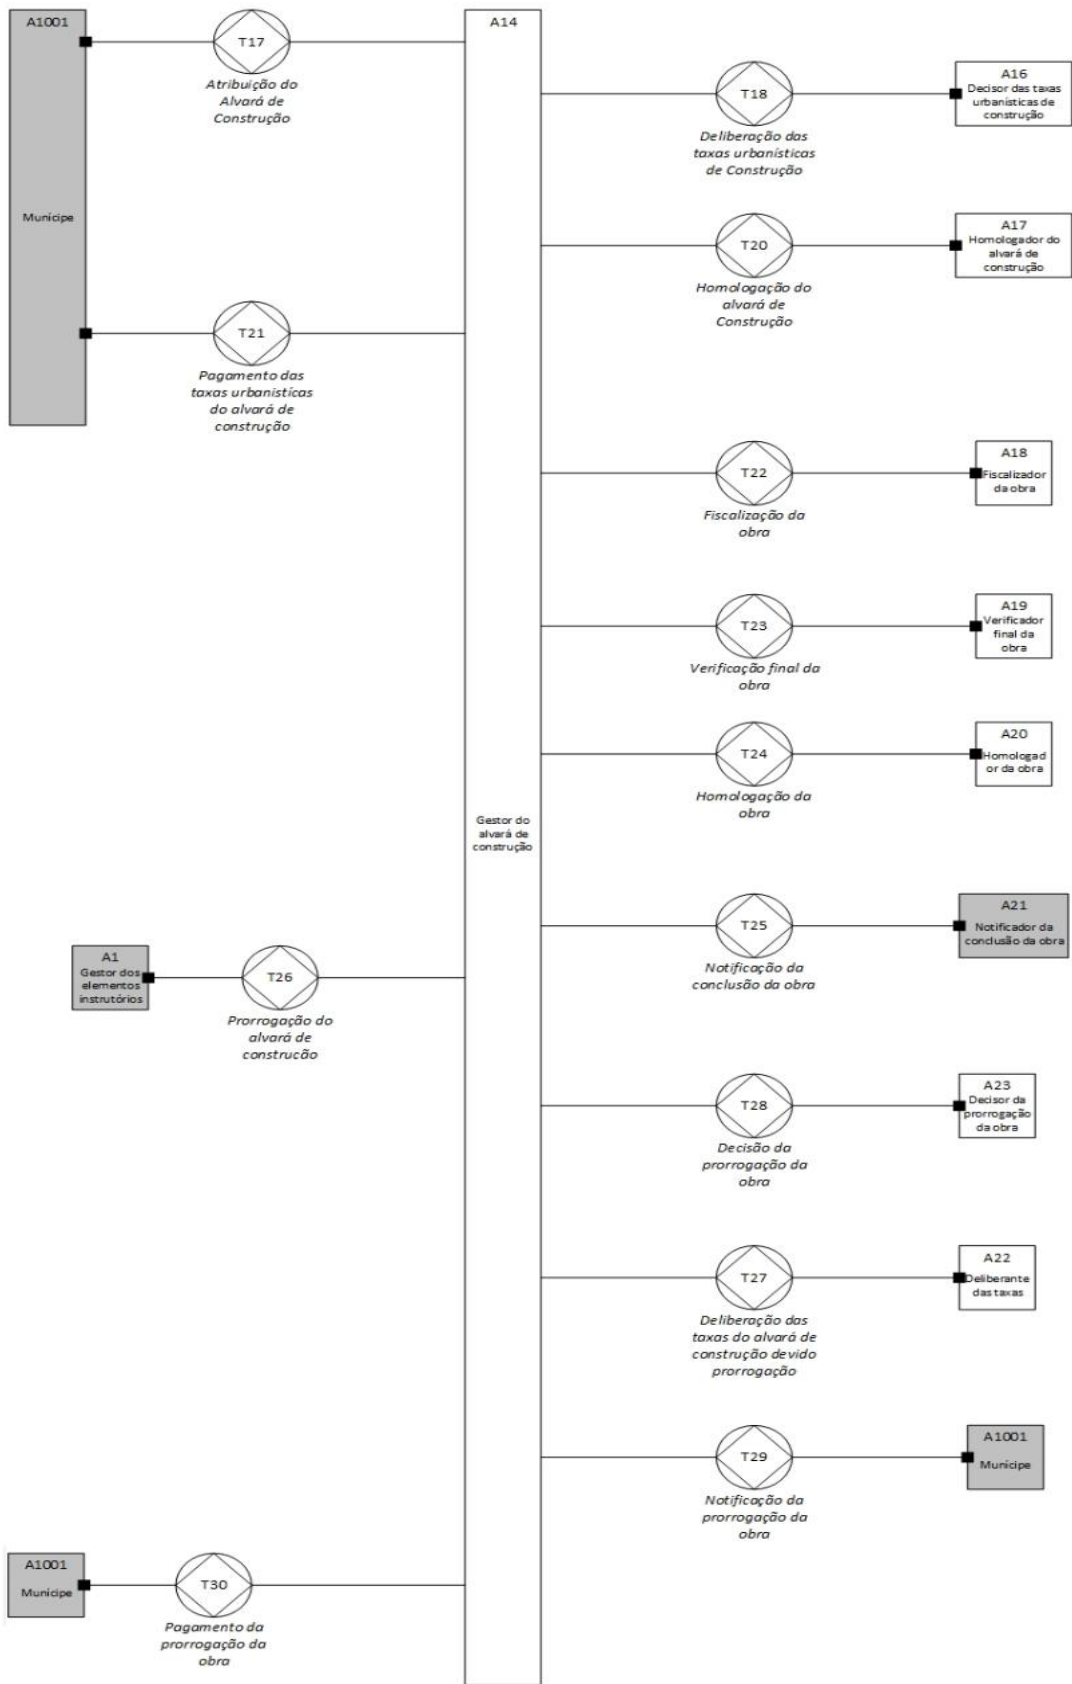 A1001
Munícipe
T17
Atribuição do
Alvará de
Construção
T21
Pagamento das
taxas urbanistícas
do alvará de
construção
A1
Gestor dos
elementos
instrutórios
T26
Prorrogação do
alvará de
construcão
A1001
Munícipe
T30
Pagamento da
prorrogação da
obra
A14
Gestor do
alvará de
construção
T18
Deliberação das
taxas urbanísticas
de Construção
A16
Decisor das taxas
urbanísticas de
construção
T20
Homologação do
alvará de
Construção
A17
Homologador do
alvará de
construção
T22
Fiscalização da
obra
A18
Fiscalizador
da obra
T23
Verificação final da
obra
A19
Verificador
final da
obra
T24
Homologação da
obra
A20
Homologad
or da obra
T25
Notificação da
conclusão da obra
A21
Notificador da
conclusão da obra
T28
Decisão da
prorrogação da
obra
A23
Decisor da
prorrogação
da obra
T27
Deliberação das
taxas do alvará de
construção devido
prorrogação
A22
Deliberante
das taxas
T29
Notificação da
prorrogação da
obra
A1001
Munícipe